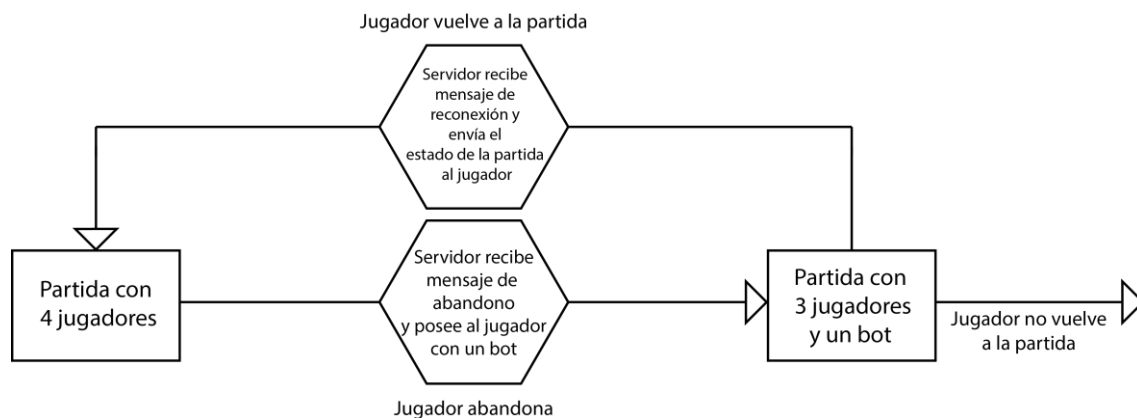 Jugador vuelve a la partida
Servidor recibe
mensaje de
reconexión y
envía el
estado de la partida
al jugador
Partida con
4 jugadores
Servidor recibe
mensaje de
abandono
y posee al jugador
con un bot
Jugador abandona
Partida con
3 jugadores
y un bot
Jugador no vuelve
a la partida